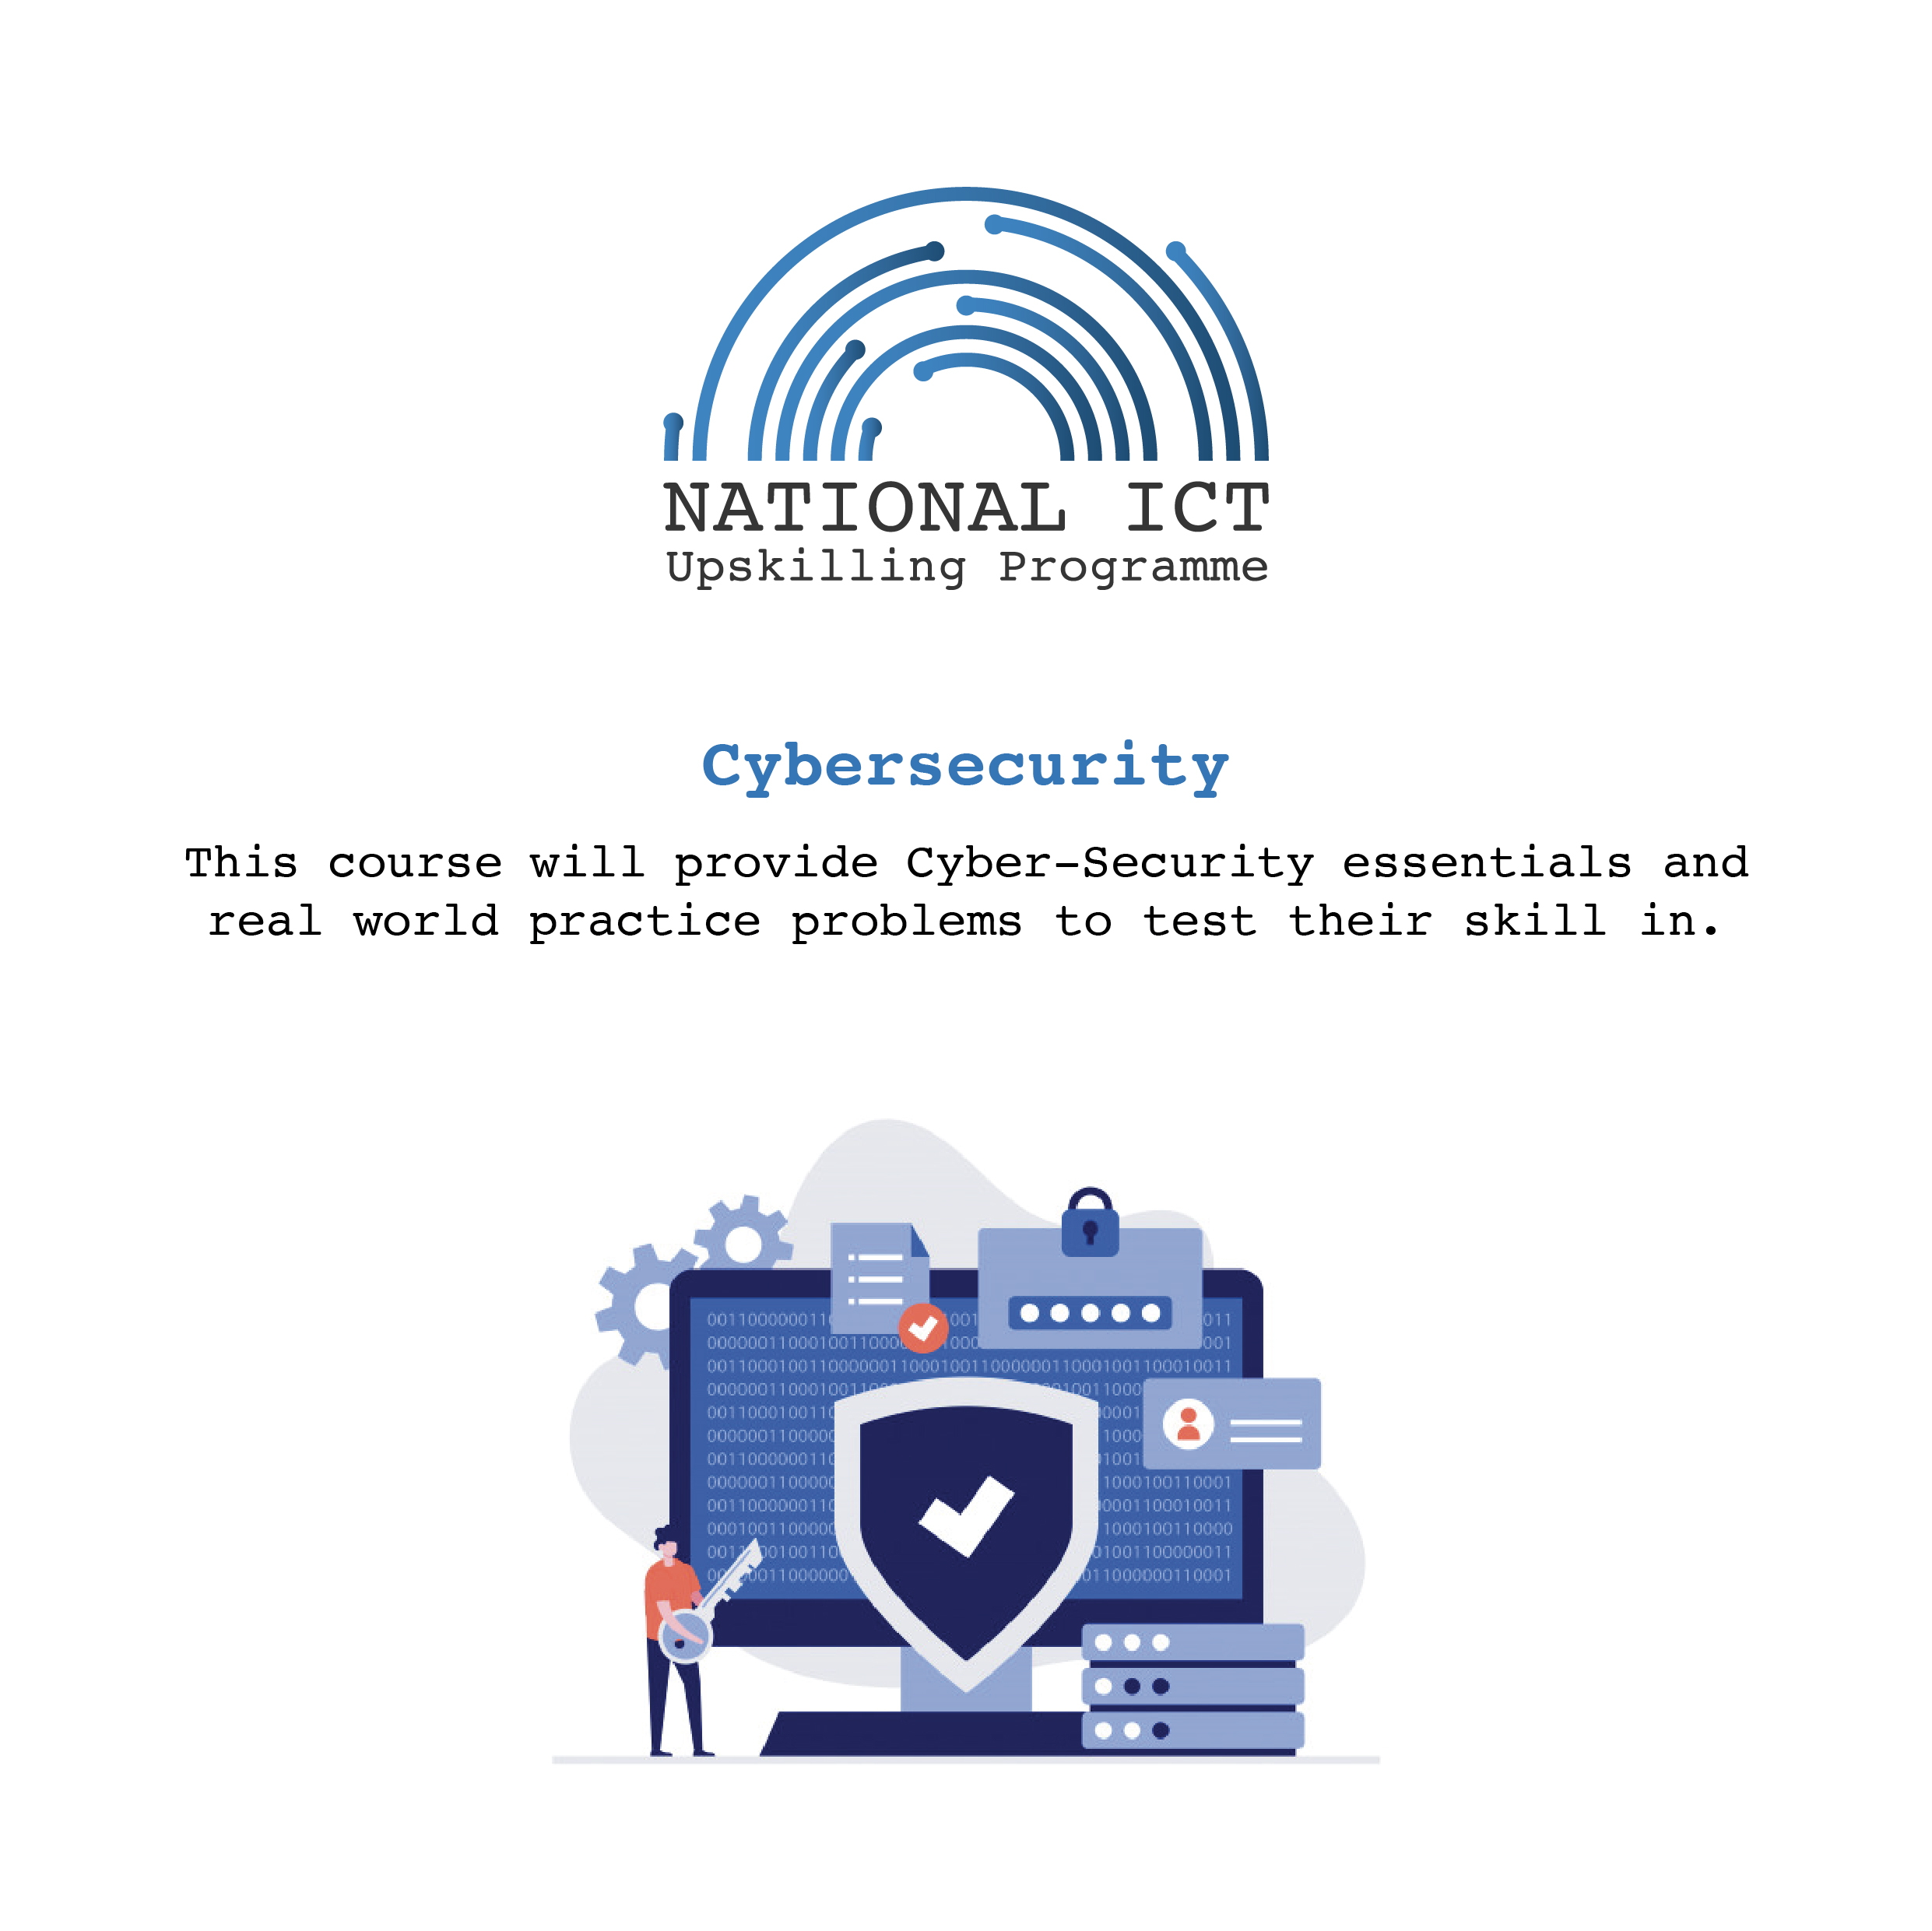 NATIONAL ICT
Upskilling Programme
Cybersecurity
This course will provide Cyber-Security essentials and
real world practice problems to test their skill in.